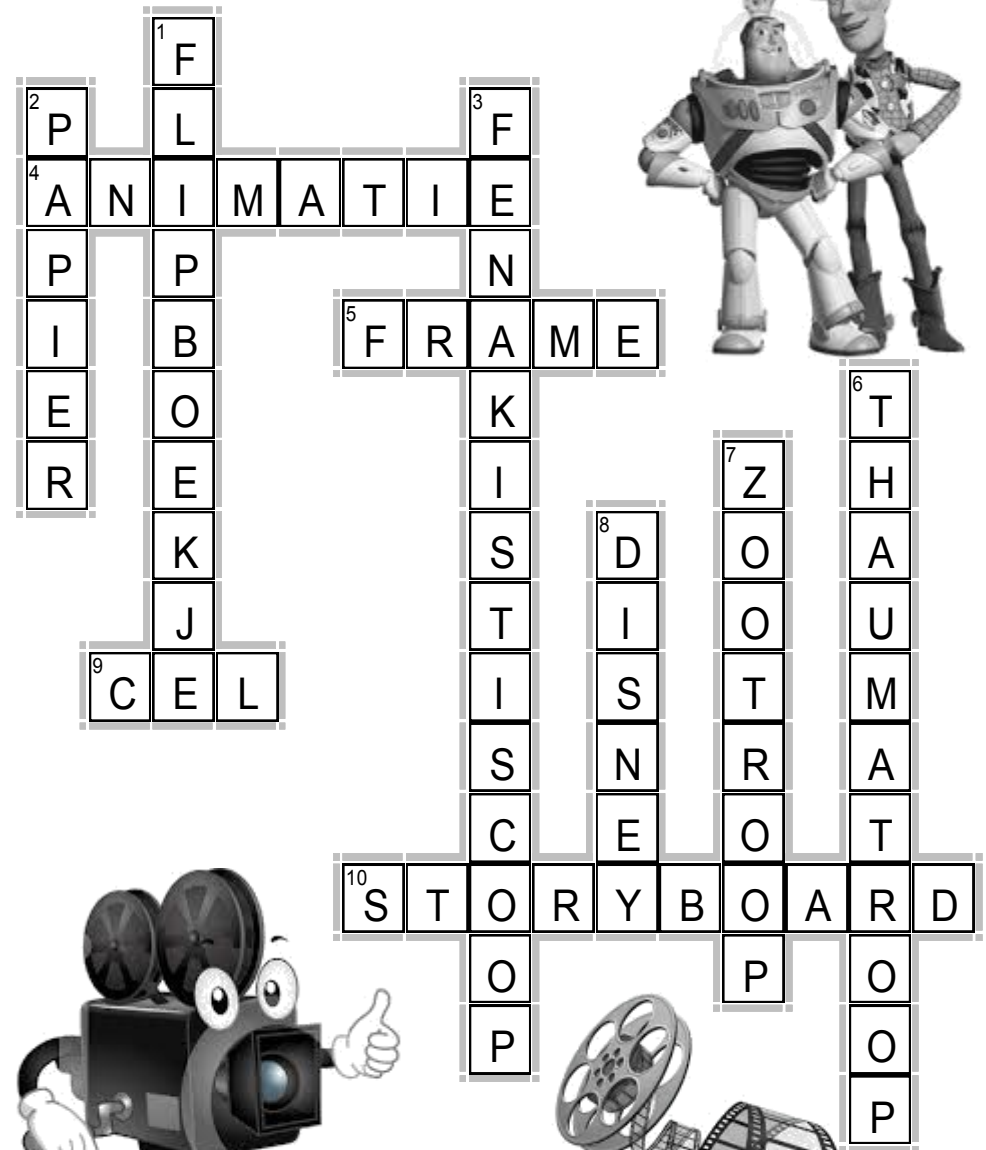 1 FLIPBOEKJE
2 PAPIER
3 FENAKISTISCOOP
4 ANIMATIE
5 FRAME
6 THAUMATROOP
7 ZOOTROOP
8 DISNEY
9 CEL
10 STORYBOARD